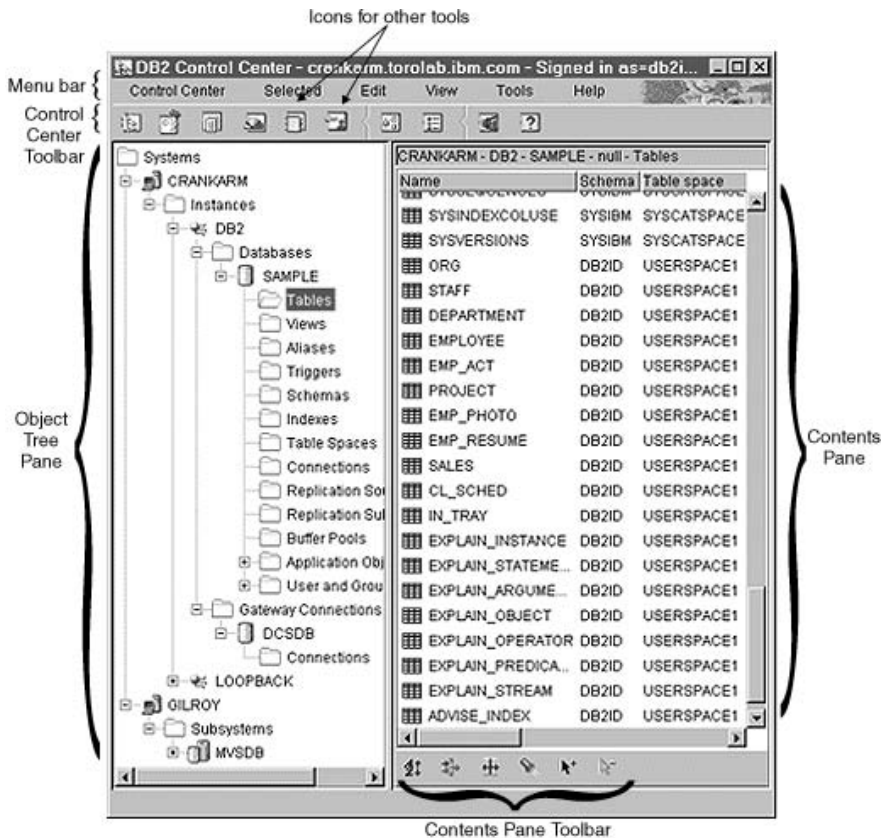 Icons for other tools
DB2 Control Center - crankarm.torolab.ibm.com - Signed in as=db2i...
Menu bar
Control Center Selected Edit View Tools Help
Control
Center
Toolbar
Object
Tree
Pane
Systems
CRANKARM
Instances
DB2
Databases
SAMPLE
Tables
Views
Aliases
Triggers
Schemas
Indexes
Table Spaces
Connections
Replication Sou
Replication Sul
Buffer Pools
Application Obj
User and Grou
Gateway Connections
DCSDB
Connections
LOOPBACK
GILROY
Subsystems
MVSDB
CRANKARM - DB2 - SAMPLE - null - Tables
Name Schema Table space
SYSINDEXCOLUSE SYSIBM SYSCATSPACE
SYSVERSIONS SYSIBM SYSCATSPACE
ORG DB2ID USERSPACE1
STAFF DB2ID USERSPACE1
DEPARTMENT DB2ID USERSPACE1
EMPLOYEE DB2ID USERSPACE1
EMP_ACT DB2ID USERSPACE1
PROJECT DB2ID USERSPACE1
EMP_PHOTO DB2ID USERSPACE1
EMP_RESUME DB2ID USERSPACE1
SALES DB2ID USERSPACE1
CL_SCHED DB2ID USERSPACE1
IN_TRAY DB2ID USERSPACE1
EXPLAIN_INSTANCE DB2ID USERSPACE1
EXPLAIN_STATEME... DB2ID USERSPACE1
EXPLAIN_ARGUME... DB2ID USERSPACE1
EXPLAIN_OBJECT DB2ID USERSPACE1
EXPLAIN_OPERATOR DB2ID USERSPACE1
EXPLAIN_PREDICA... DB2ID USERSPACE1
EXPLAIN_STREAM DB2ID USERSPACE1
ADVISE_INDEX DB2ID USERSPACE1
Contents
Pane
Contents Pane Toolbar